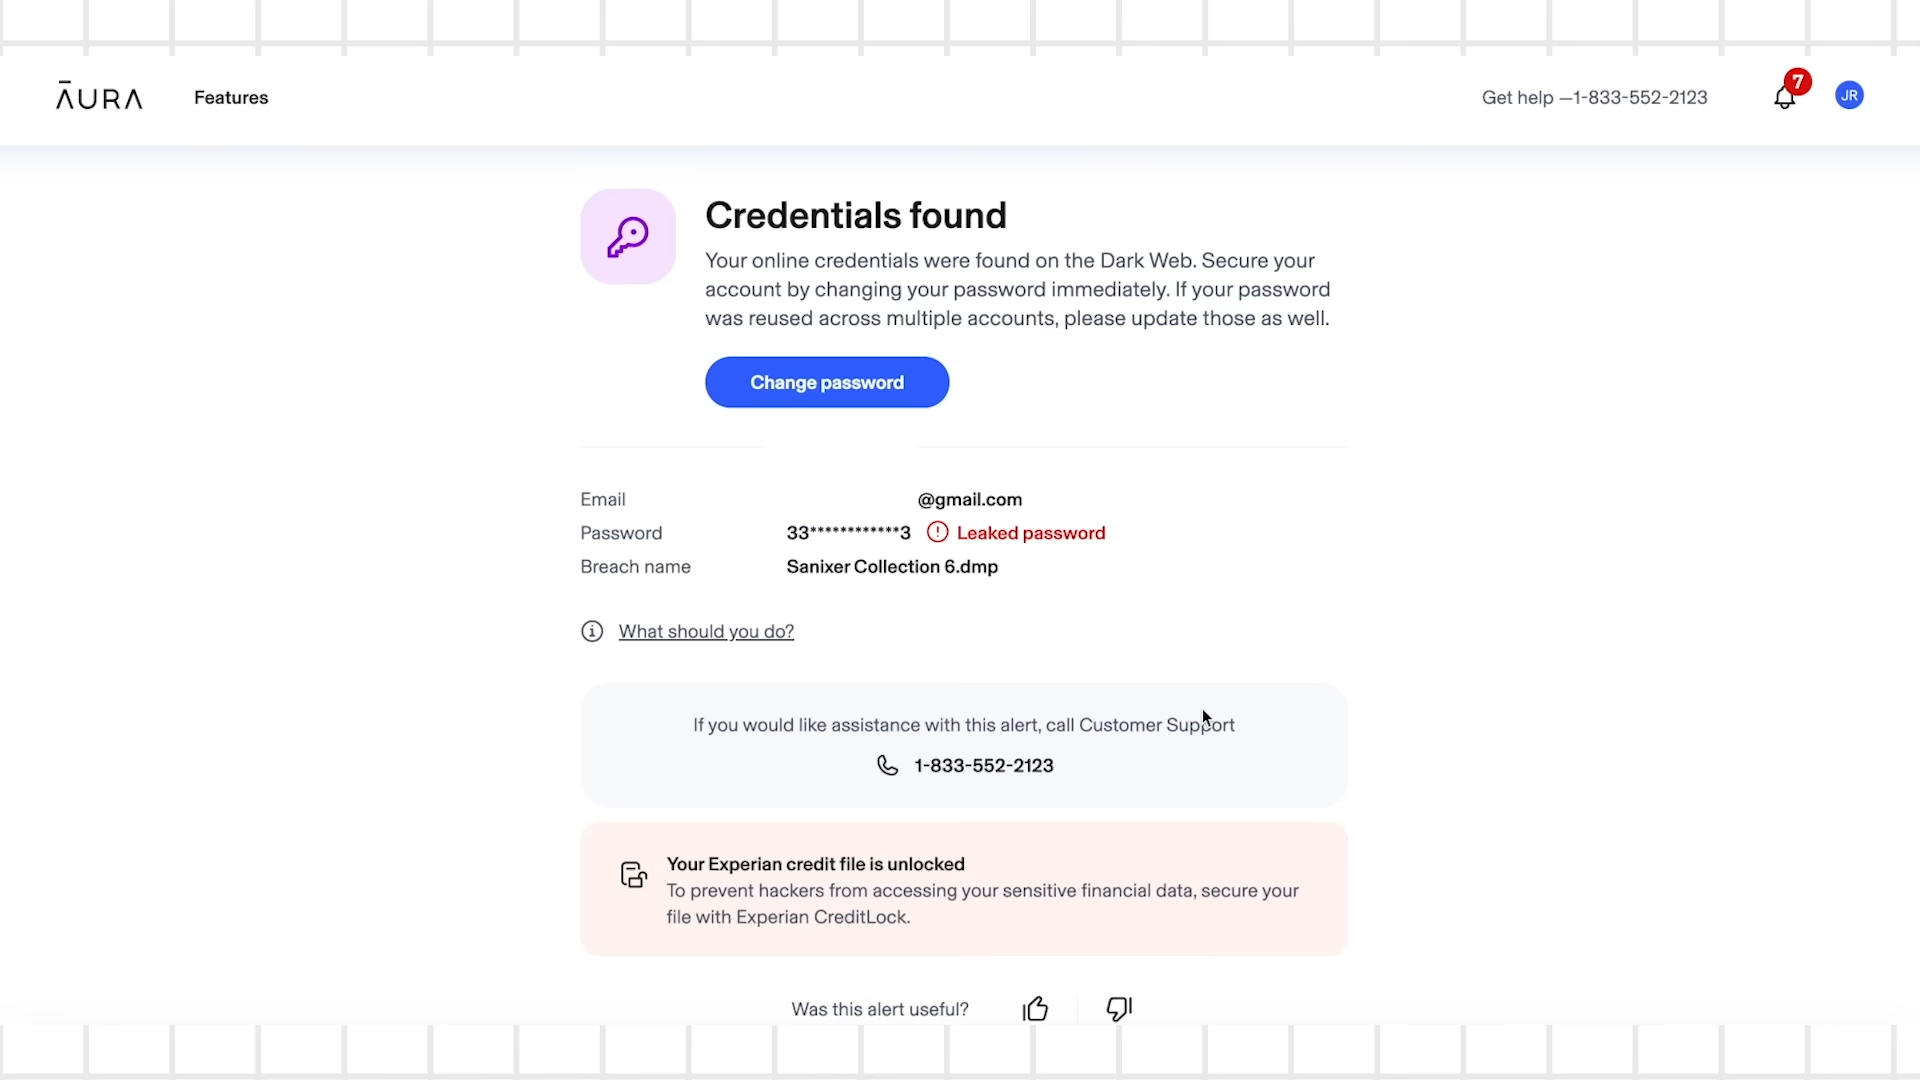 ĀURA
Features
Get help —1-833-552-2123
7
JR
Credentials found
Your online credentials were found on the Dark Web. Secure your
account by changing your password immediately. If your password
was reused across multiple accounts, please update those as well.
Change password
Email @gmail.com
Password 33************3 Leaked password
Breach name Sanixer Collection 6.dmp
What should you do?
If you would like assistance with this alert, call Customer Support
1-833-552-2123
Your Experian credit file is unlocked
To prevent hackers from accessing your sensitive financial data, secure your
file with Experian CreditLock.
Was this alert useful?